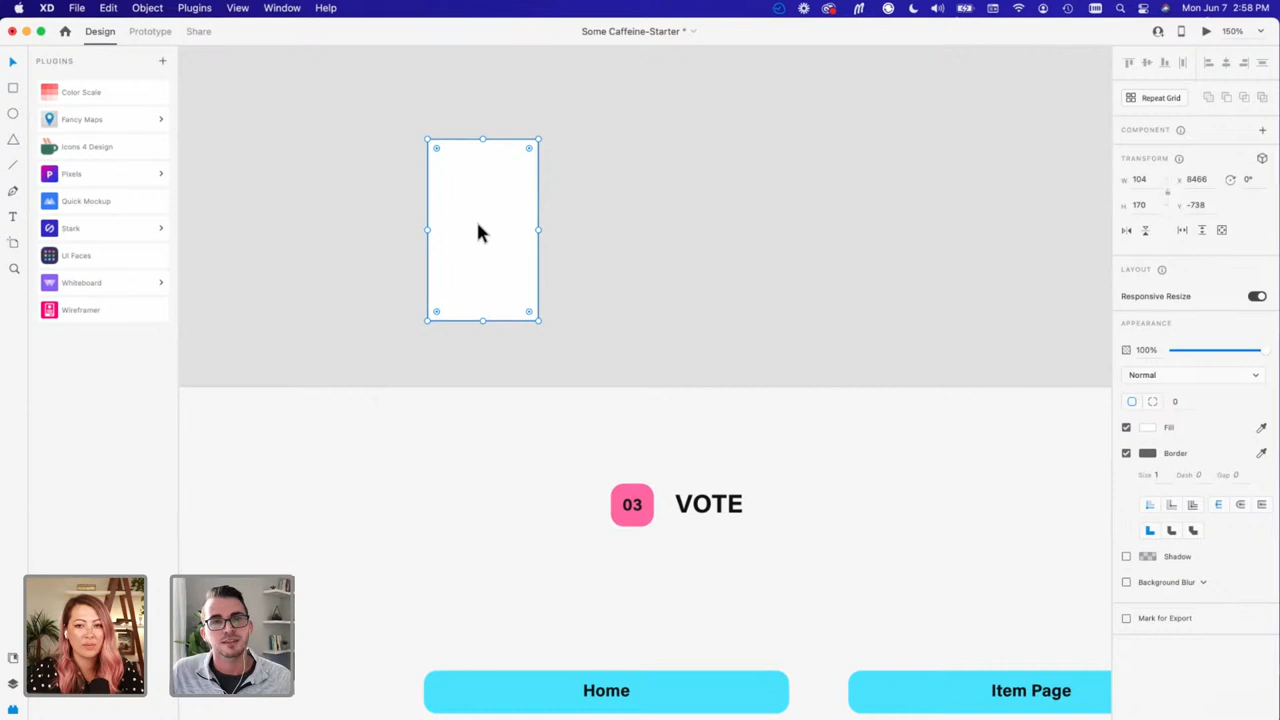 XD File Edit Object Plugins View Window Help Mon Jun 7 2:58 PM
Design Prototype Share Some Caffeine-Starter * 150%
PLUGINS
Color Scale
Fancy Maps
Icons 4 Design
Pixels
Quick Mockup
Stark
UI Faces
Whiteboard
Wireframer
Repeat Grid
COMPONENT
TRANSFORM
W 104 X 8466 0°
H 170 Y -738
LAYOUT
Responsive Resize
APPEARANCE
100%
Normal
0
Fill
Border
Size 1 Dash 0 Gap 0
Shadow
Background Blur
Mark for Export
03 VOTE
Home Item Page